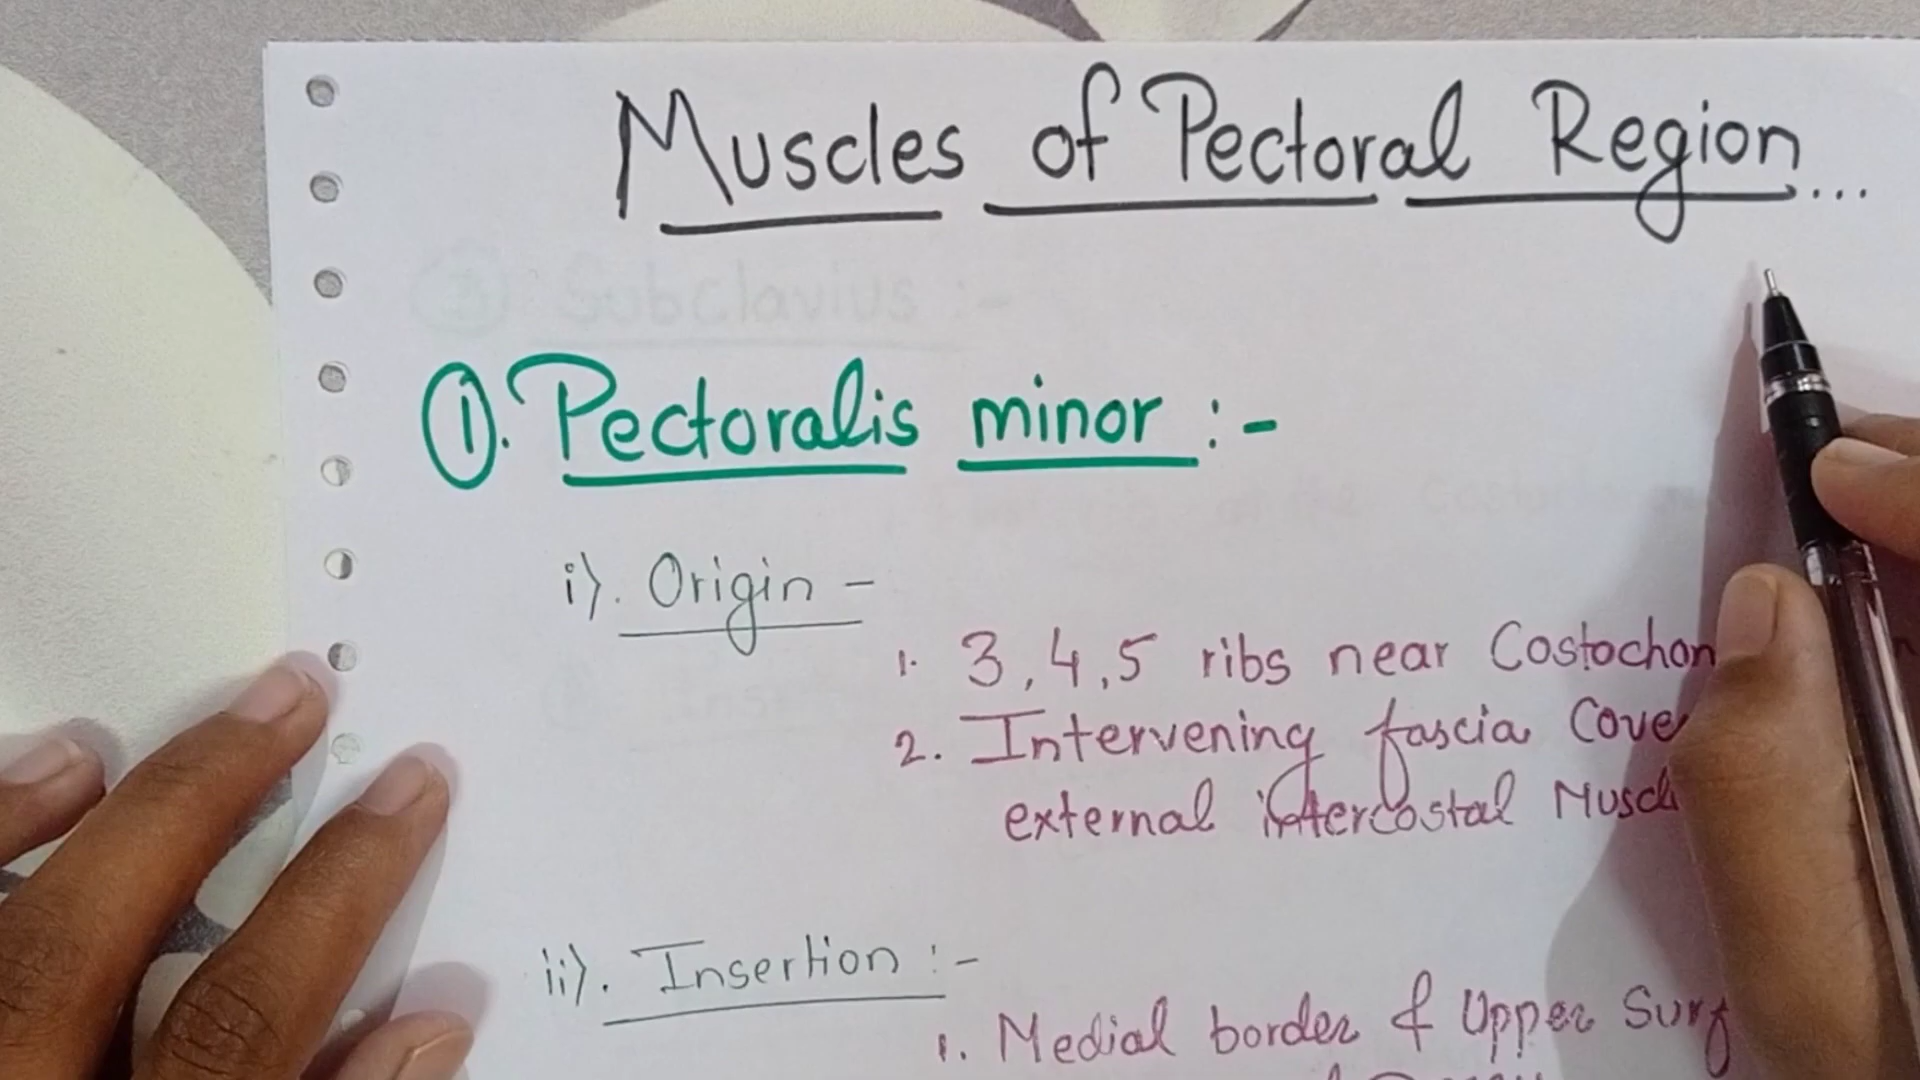 Muscles of Pectoral Region...
Subclavius :-
①. Pectoralis minor :-
i). Origin -
1. 3, 4, 5 ribs near Costochon
2. Intervening fascia Cove
external intercostal Muscl
ii). Insertion :-
1. Medial border & Upper Surf